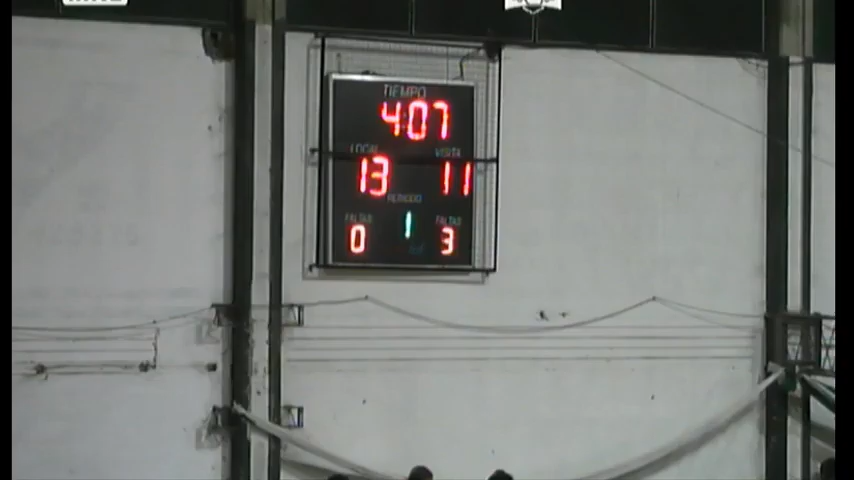 TIEMPO
4:07
LOCAL VISITA
13 11
PERIODO
FALTAS 1 FALTAS
0 3